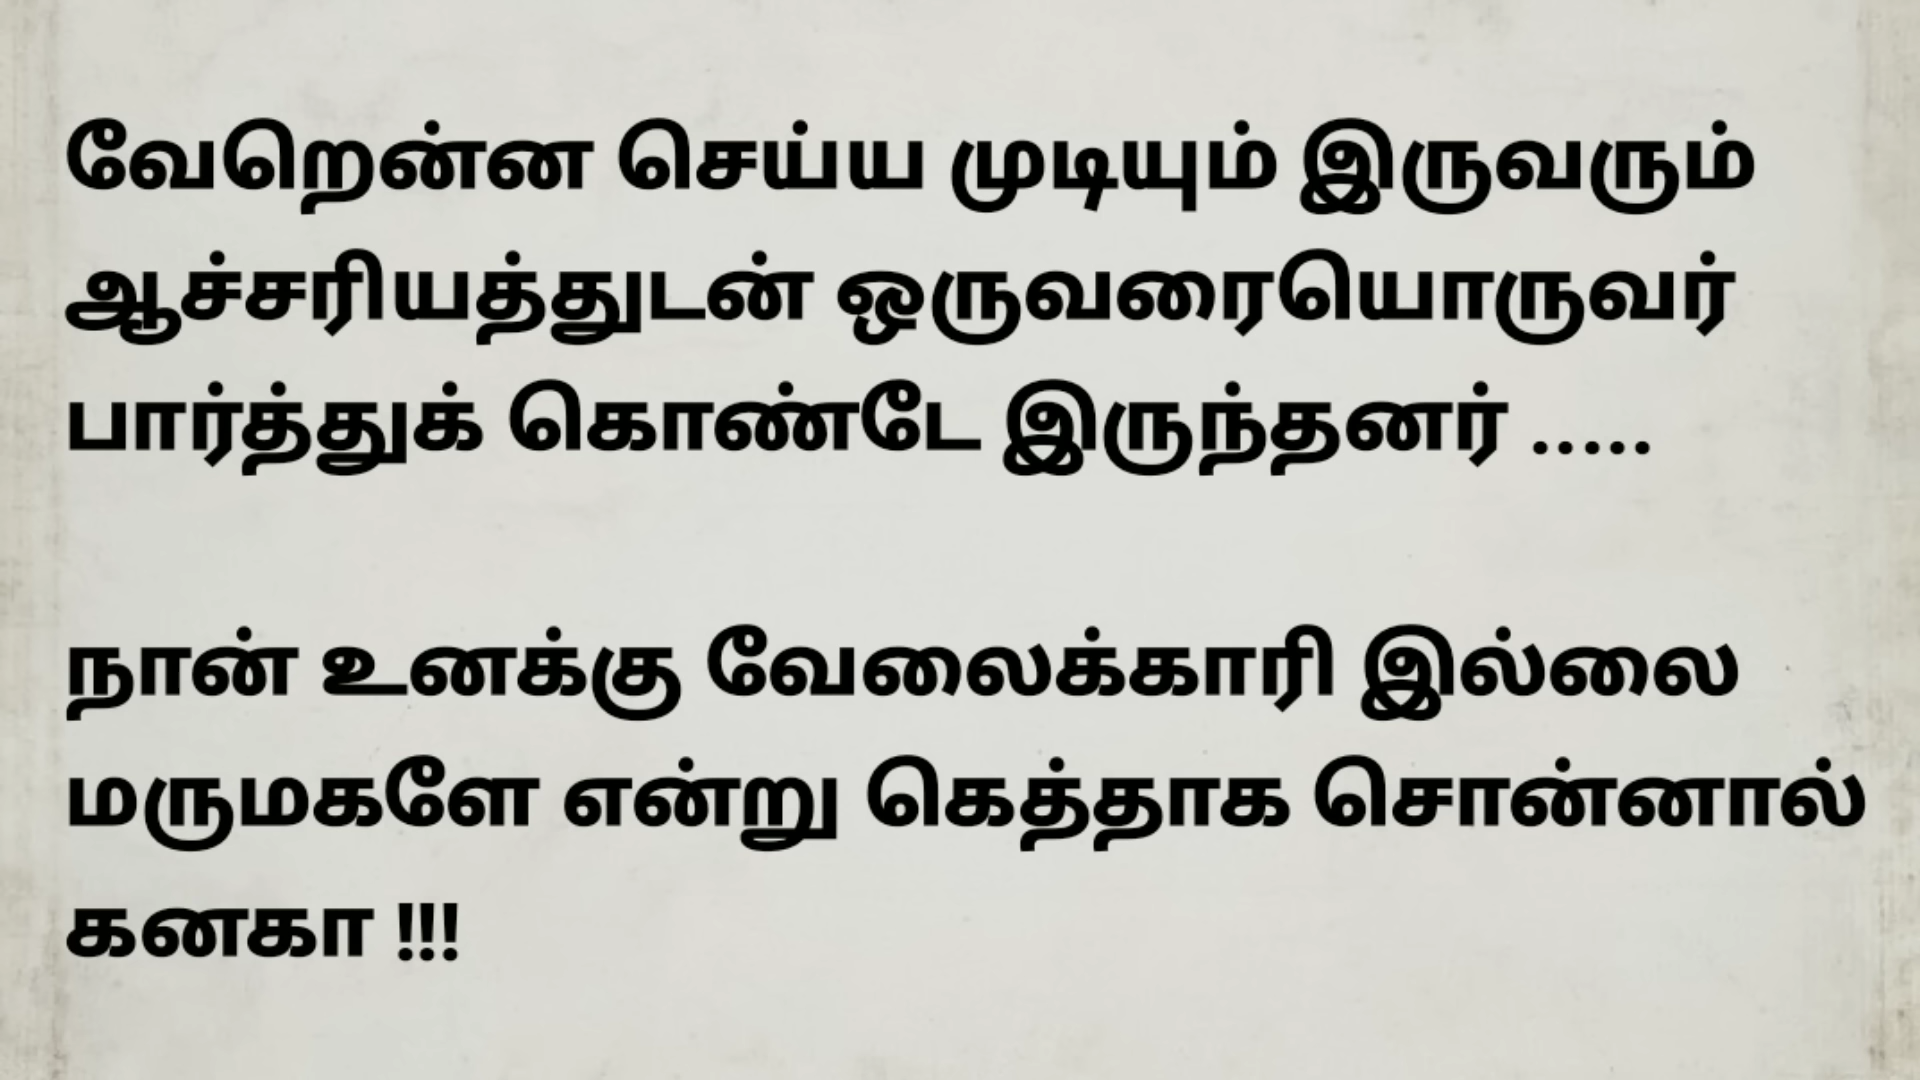 வேறென்ன செய்ய முடியும் இருவரும்
ஆச்சரியத்துடன் ஒருவரையொருவர்
பார்த்துக் கொண்டே இருந்தனர் .....
நான் உனக்கு வேலைக்காரி இல்லை
மருமகளே என்று கெத்தாக சொன்னால்
கனகா !!!